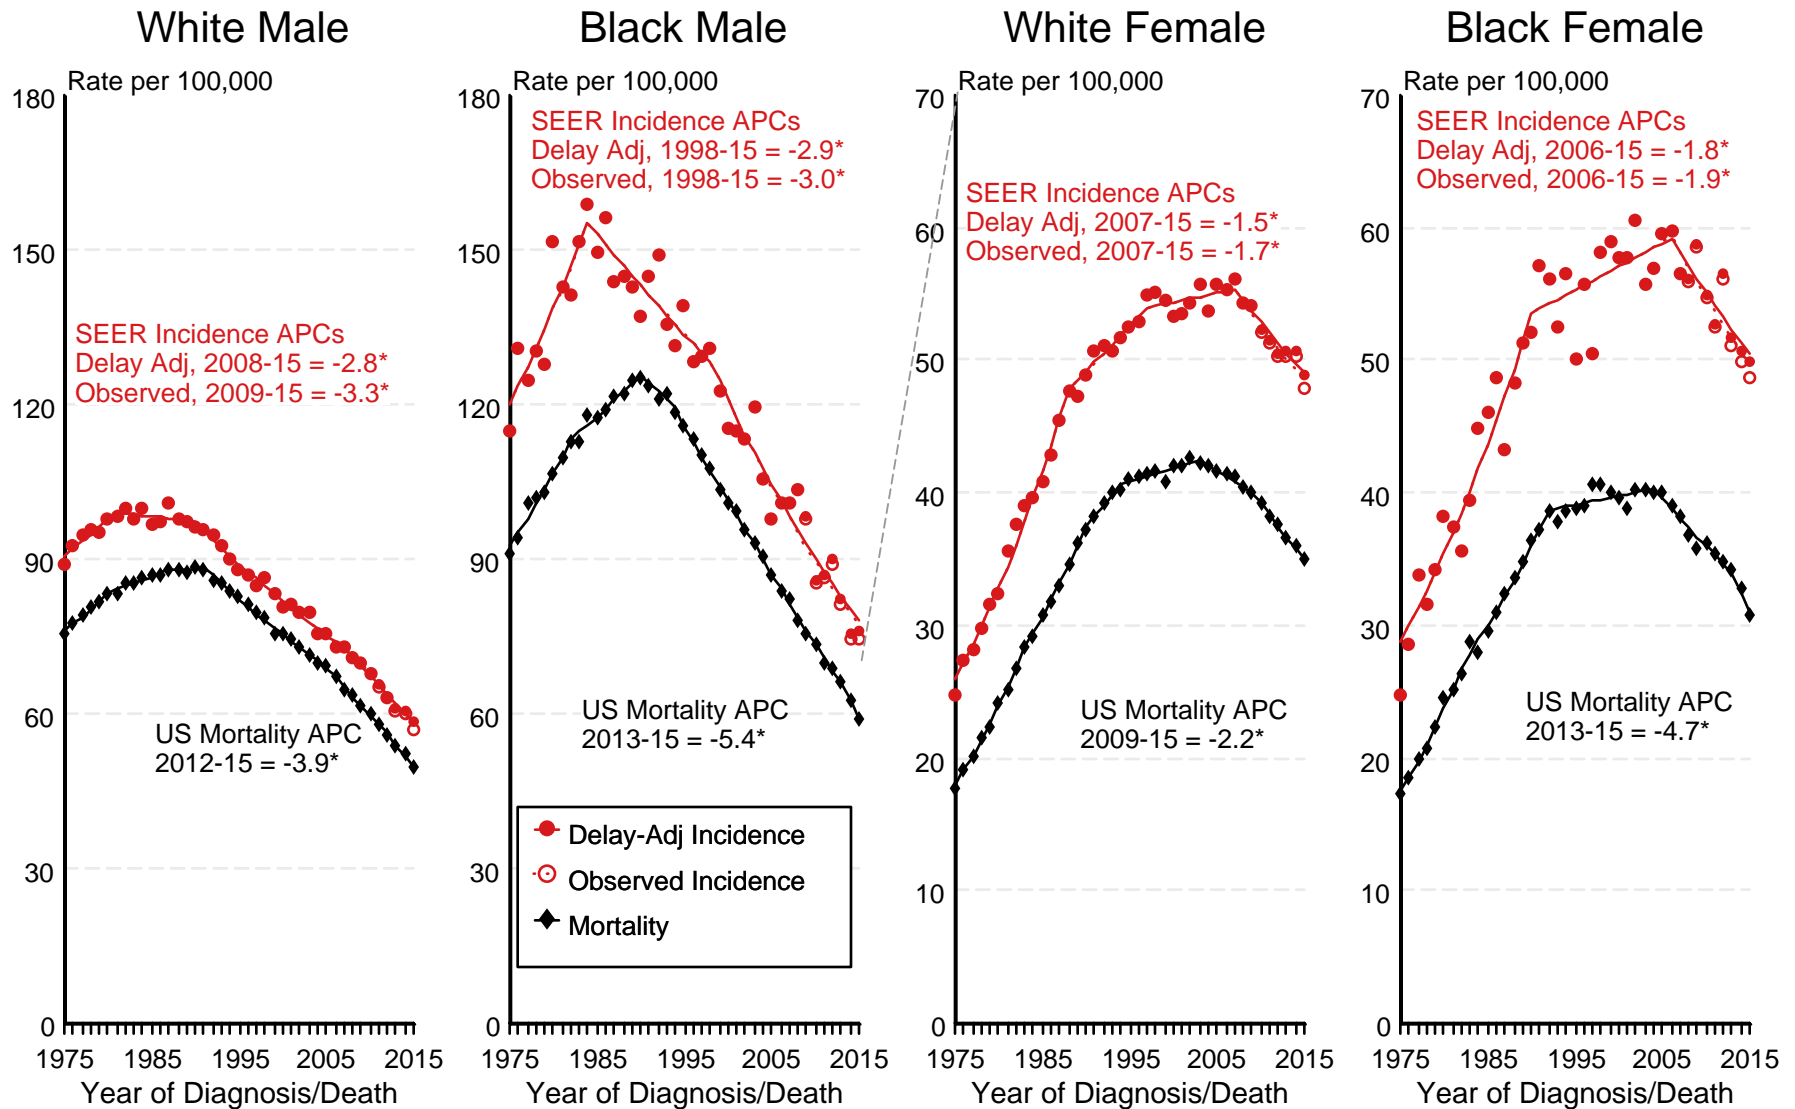 White Male
Rate per 100,000
180
150
120
90
60
30
0
SEER Incidence APCs
Delay Adj, 2008-15 = -2.8*
Observed, 2009-15 = -3.3*
US Mortality APC
2012-15 = -3.9*
1975 1985 1995 2005 2015
Year of Diagnosis/Death
Black Male
Rate per 100,000
180
150
120
90
60
30
0
SEER Incidence APCs
Delay Adj, 1998-15 = -2.9*
Observed, 1998-15 = -3.0*
US Mortality APC
2013-15 = -5.4*
Delay-Adj Incidence
Observed Incidence
Mortality
1975 1985 1995 2005 2015
Year of Diagnosis/Death
White Female
Rate per 100,000
70
60
50
40
30
20
10
0
SEER Incidence APCs
Delay Adj, 2007-15 = -1.5*
Observed, 2007-15 = -1.7*
US Mortality APC
2009-15 = -2.2*
1975 1985 1995 2005 2015
Year of Diagnosis/Death
Black Female
Rate per 100,000
70
60
50
40
30
20
10
0
SEER Incidence APCs
Delay Adj, 2006-15 = -1.8*
Observed, 2006-15 = -1.9*
US Mortality APC
2013-15 = -4.7*
1975 1985 1995 2005 2015
Year of Diagnosis/Death